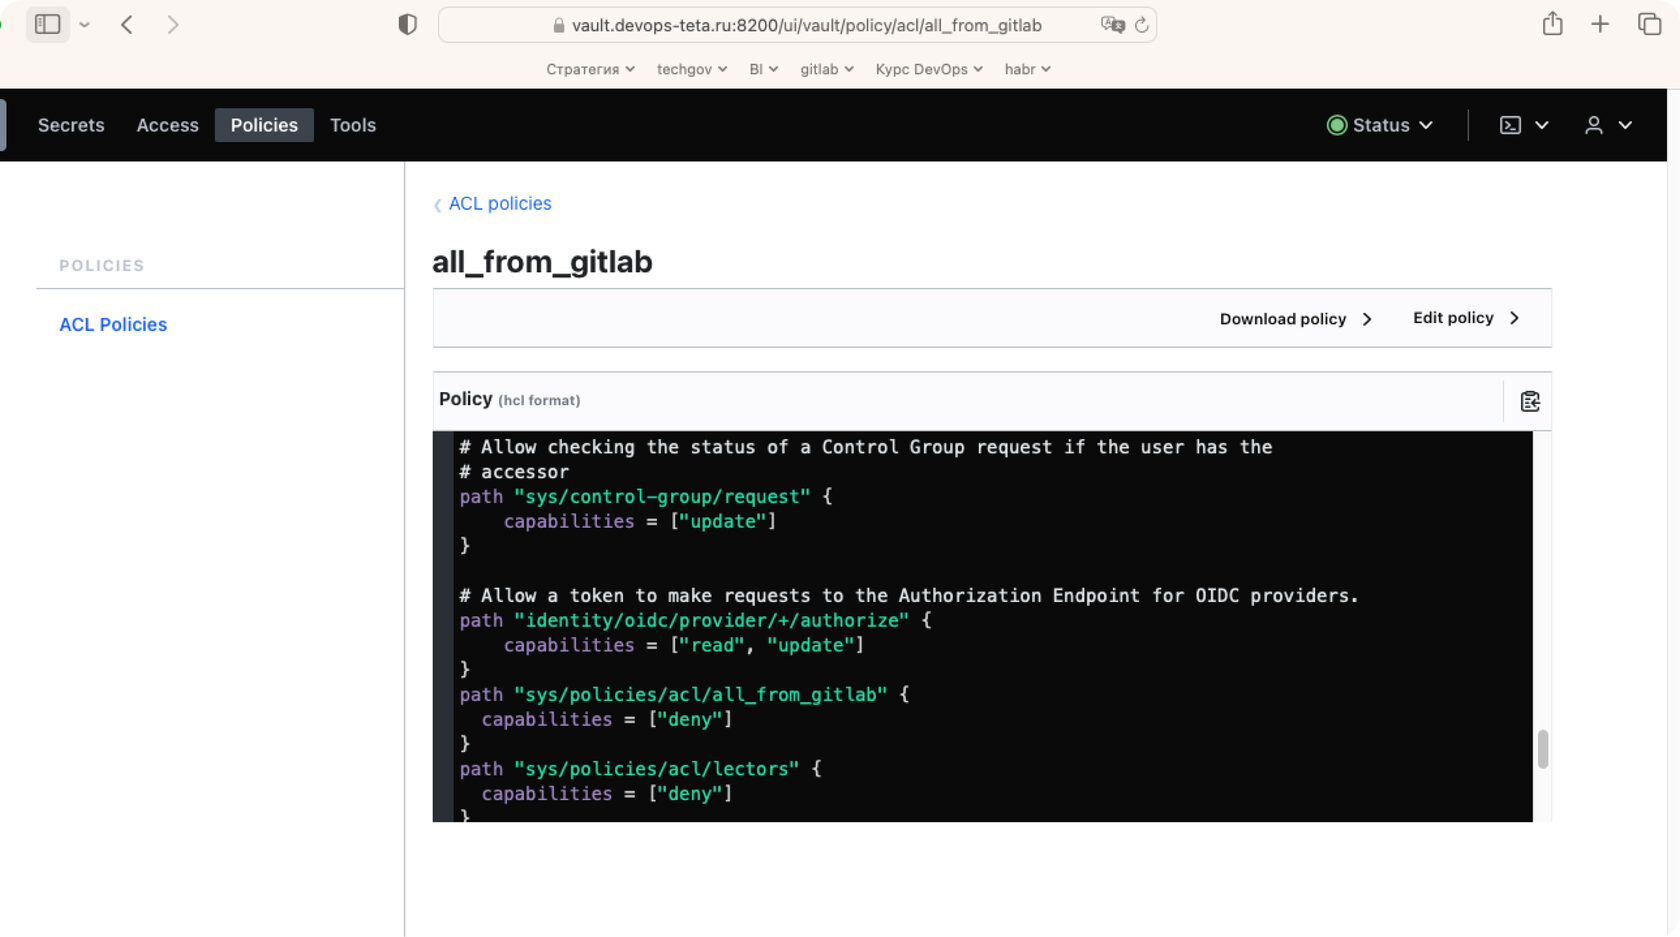 vault.devops-teta.ru:8200/ui/vault/policy/acl/all_from_gitlab
Стратегия techgov BI gitlab Курс DevOps habr
Secrets Access Policies Tools Status
ACL policies
POLICIES
all_from_gitlab
ACL Policies
Download policy Edit policy
Policy (hcl format)
# Allow checking the status of a Control Group request if the user has the
# accessor
path "sys/control-group/request" {
    capabilities = ["update"]
}
# Allow a token to make requests to the Authorization Endpoint for OIDC providers.
path "identity/oidc/provider/+/authorize" {
    capabilities = ["read", "update"]
}
path "sys/policies/acl/all_from_gitlab" {
  capabilities = ["deny"]
}
path "sys/policies/acl/lectors" {
  capabilities = ["deny"]
}